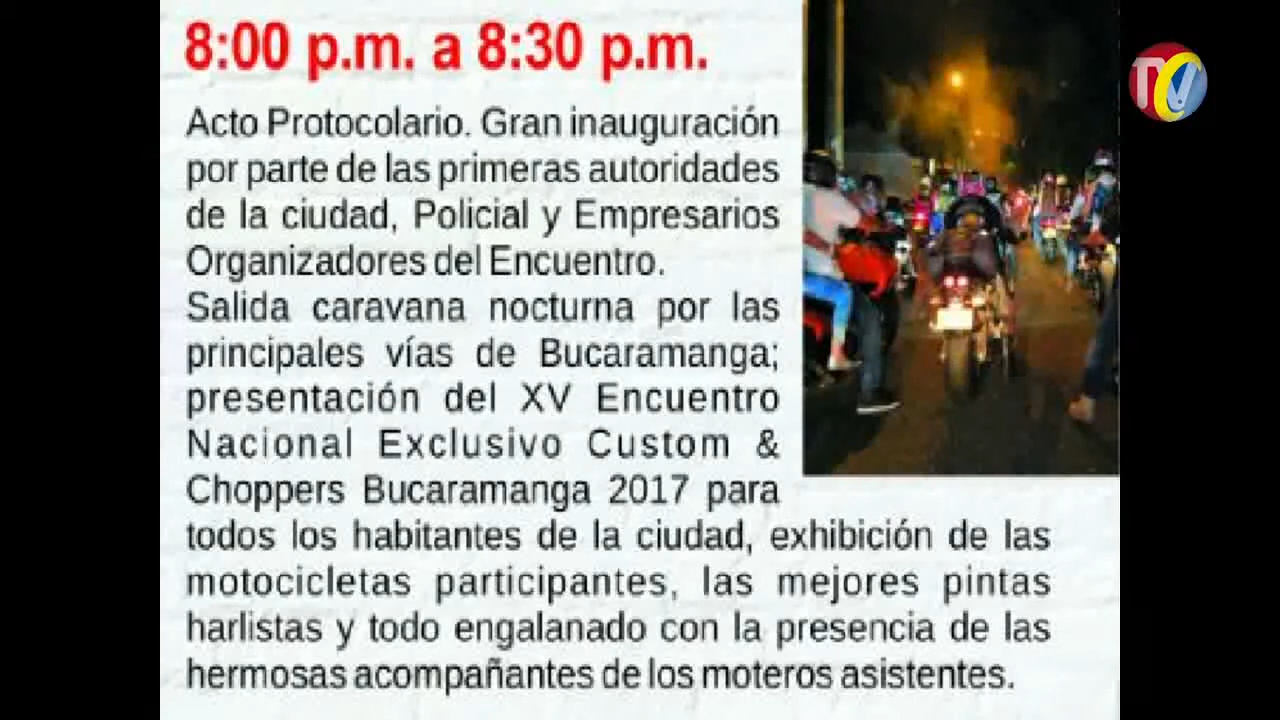 8:00 p.m. a 8:30 p.m.
Acto Protocolario. Gran inauguración
por parte de las primeras autoridades
de la ciudad, Policial y Empresarios
Organizadores del Encuentro.
Salida caravana nocturna por las
principales vías de Bucaramanga;
presentación del XV Encuentro
Nacional Exclusivo Custom &
Choppers Bucaramanga 2017 para
todos los habitantes de la ciudad, exhibición de las
motocicletas participantes, las mejores pintas
harlistas y todo engalanado con la presencia de las
hermosas acompañantes de los moteros asistentes.
TC